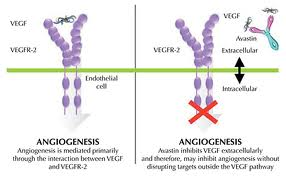 VEGF
VEGFR-2
Endothelial
cell
ANGIOGENESIS
Angiogenesis is mediated primarily
through the interaction between VEGF
and VEGFR-2
VEGF
Avastin
VEGFR-2
Extracellular
Intracellular
ANGIOGENESIS
Avastin inhibits VEGF extracellularly
and therefore, may inhibit angiogenesis without
disrupting targets outside the VEGF pathway